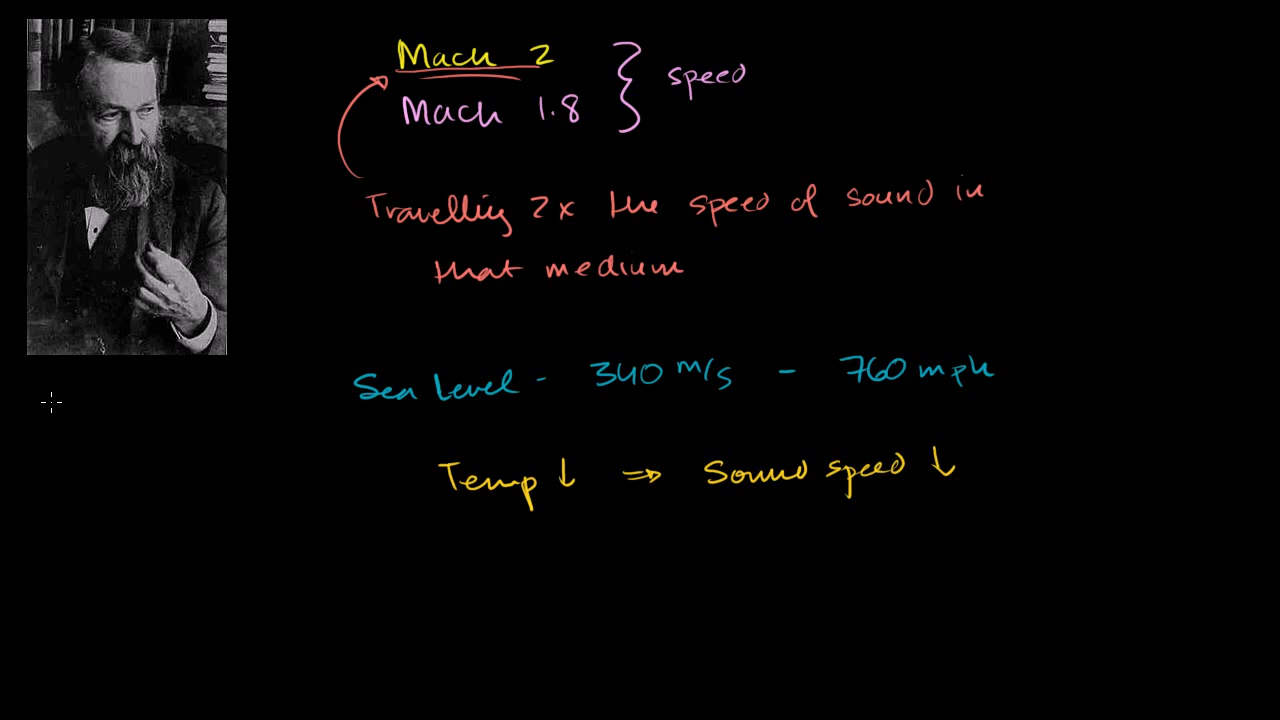 Mach 2
Mach 1.8
speed
Travelling 2x the speed of sound in
that medium
Sea Level - 340 m/s - 760 mph
Temp ↓ ⇒ Sound speed ↓